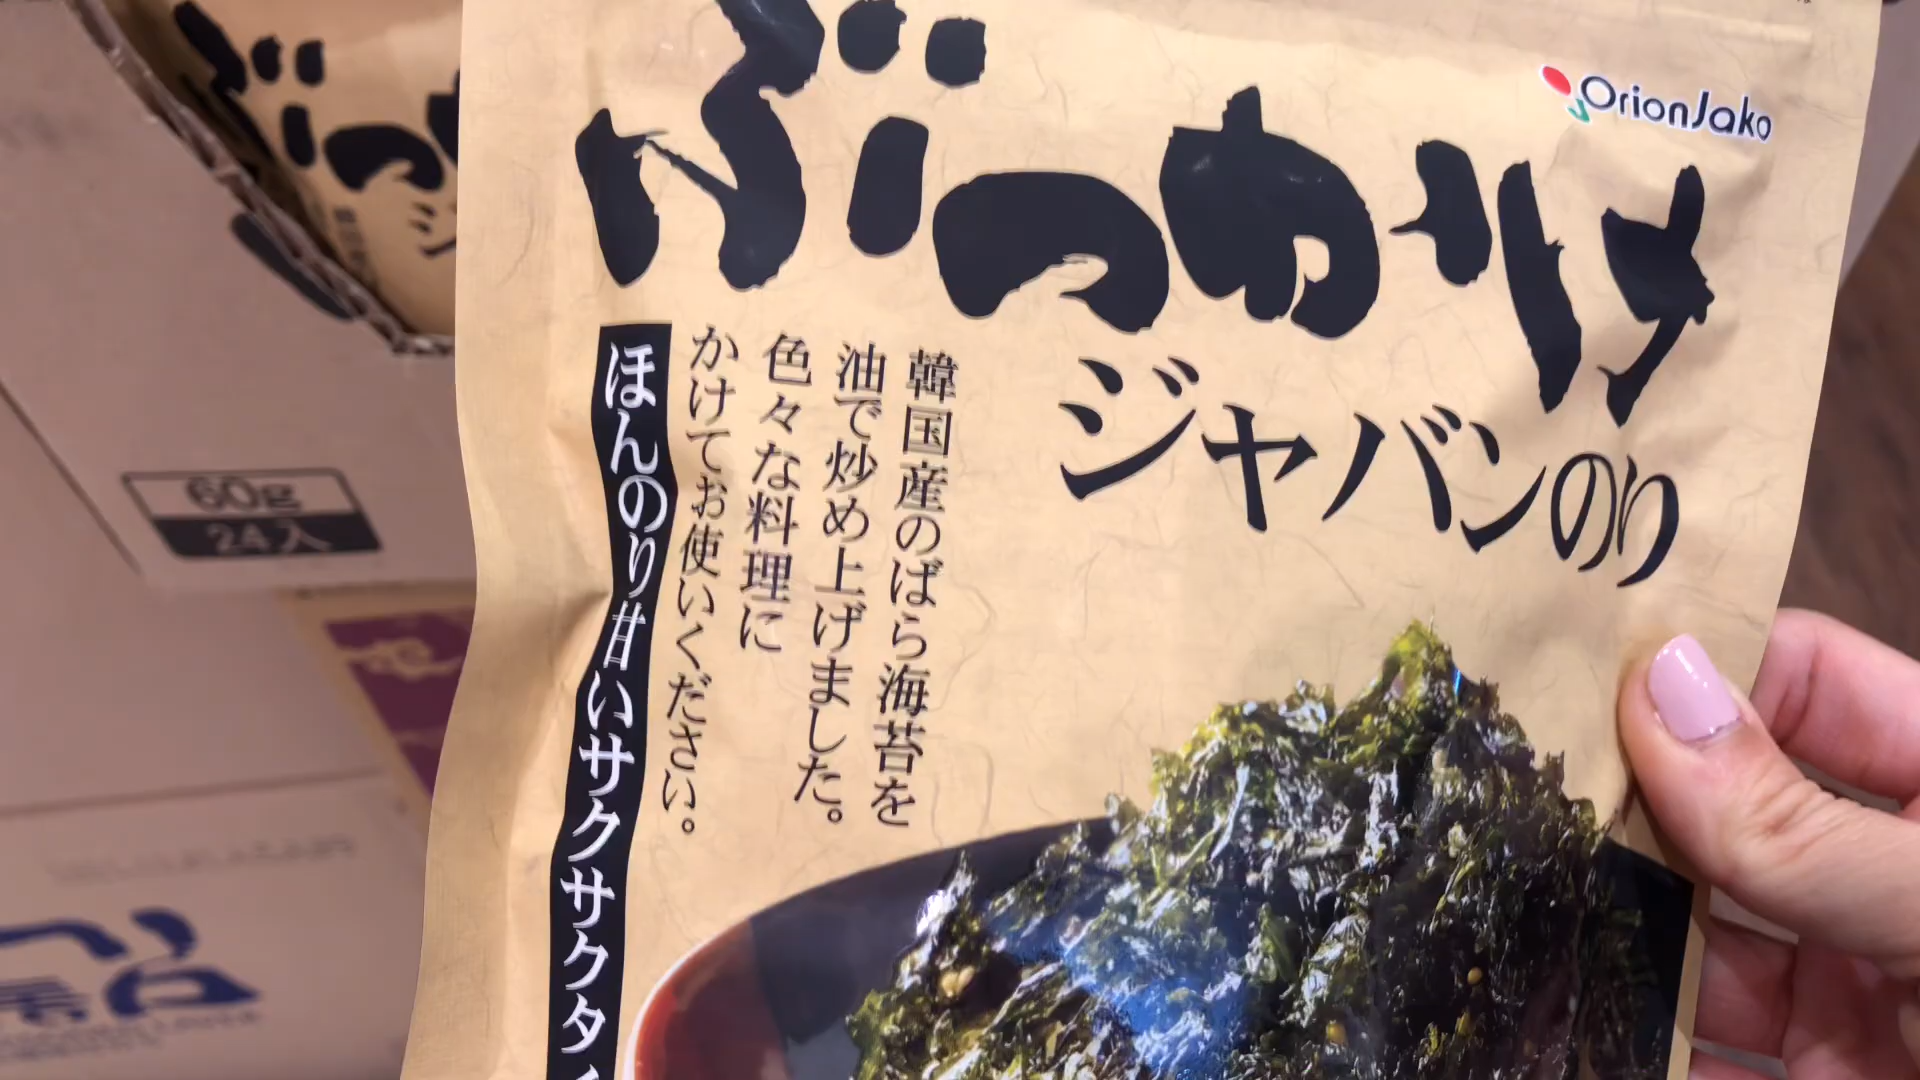 OrionJako
ぶっかけ
ジャバンのり
韓国産のばら海苔を
油で炒め上げました。
色々な料理に
かけてお使いください。
ほんのり甘いサクサクタ
60g
24入